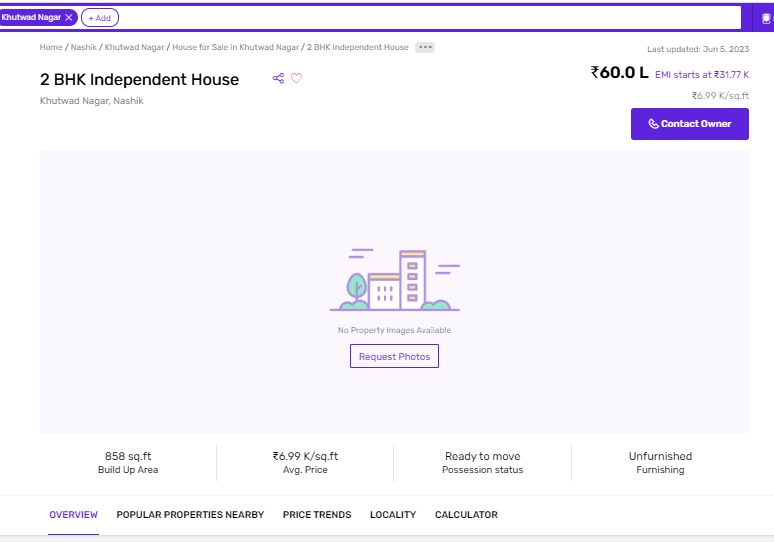 Khutwad Nagar
+ Add
Home / Nashik / Khutwad Nagar / House for Sale in Khutwad Nagar / 2 BHK Independent House
Last updated: Jun 5, 2023
2 BHK Independent House
₹60.0 L EMI starts at ₹31.77 K
Khutwad Nagar, Nashik
₹6.99 K/sq.ft
Contact Owner
No Property Images Available
Request Photos
858 sq.ft
Build Up Area
₹6.99 K/sq.ft
Avg. Price
Ready to move
Possession status
Unfurnished
Furnishing
OVERVIEW POPULAR PROPERTIES NEARBY PRICE TRENDS LOCALITY CALCULATOR